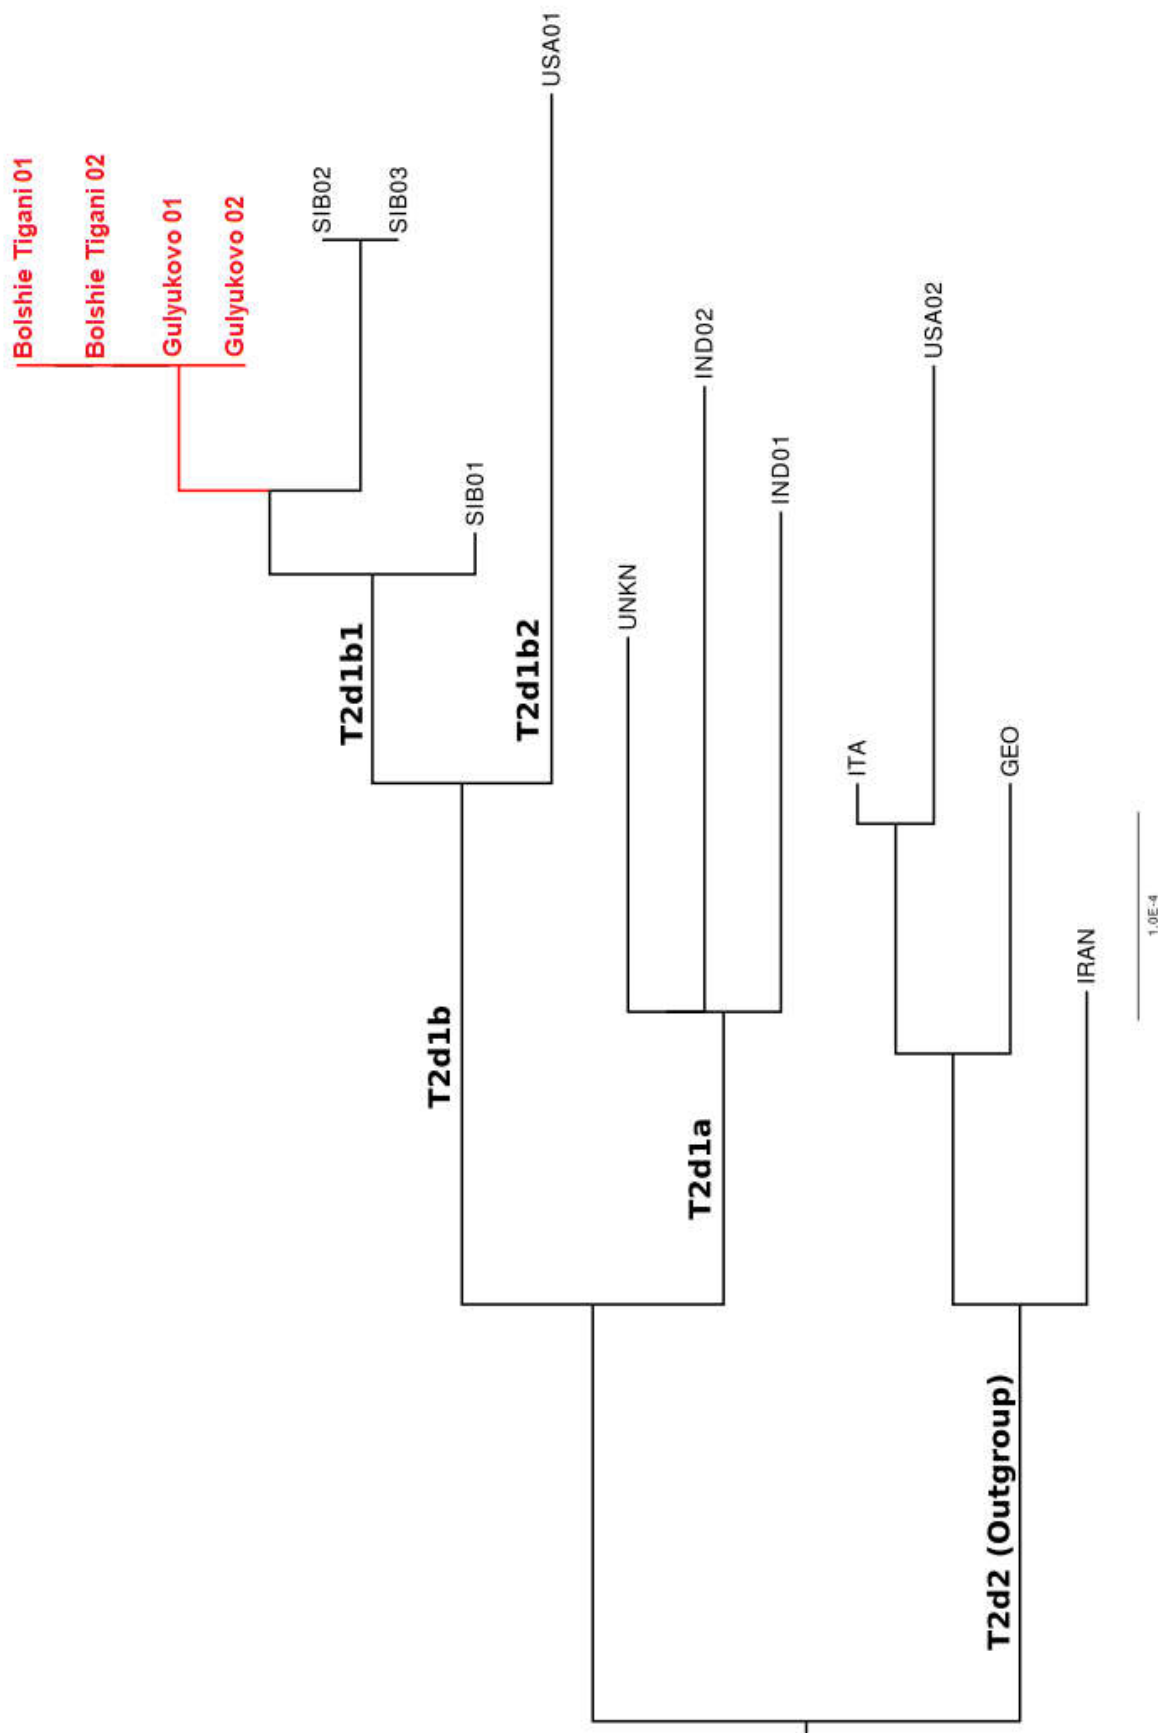 Bolshie Tigani 01
Bolshie Tigani 02
Gulyukovo 01
Gulyukovo 02
SIB02
SIB03
SIB01
T2d1b1
USA01
T2d1b2
T2d1b
UNKN
IND02
IND01
T2d1a
ITA
USA02
GEO
IRAN
T2d2 (Outgroup)
1.0E-4